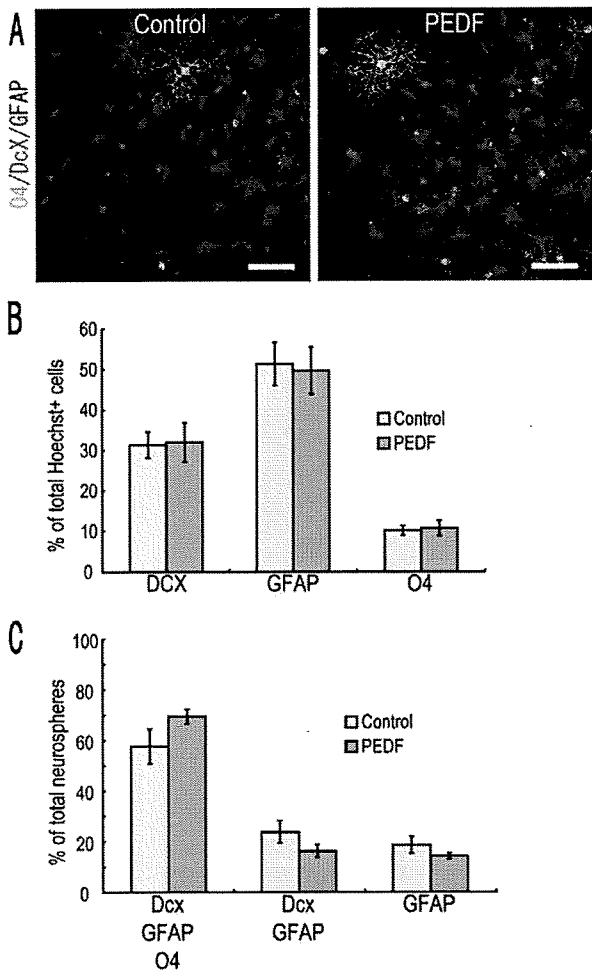 A
Control
PEDF
O4/DcX/GFAP
B
% of total Hoechst+ cells
60
50
40
30
20
10
0
Control
PEDF
DCX
GFAP
O4
C
% of total neurospheres
100
80
60
40
20
0
Control
PEDF
Dcx
GFAP
O4
Dcx
GFAP
GFAP